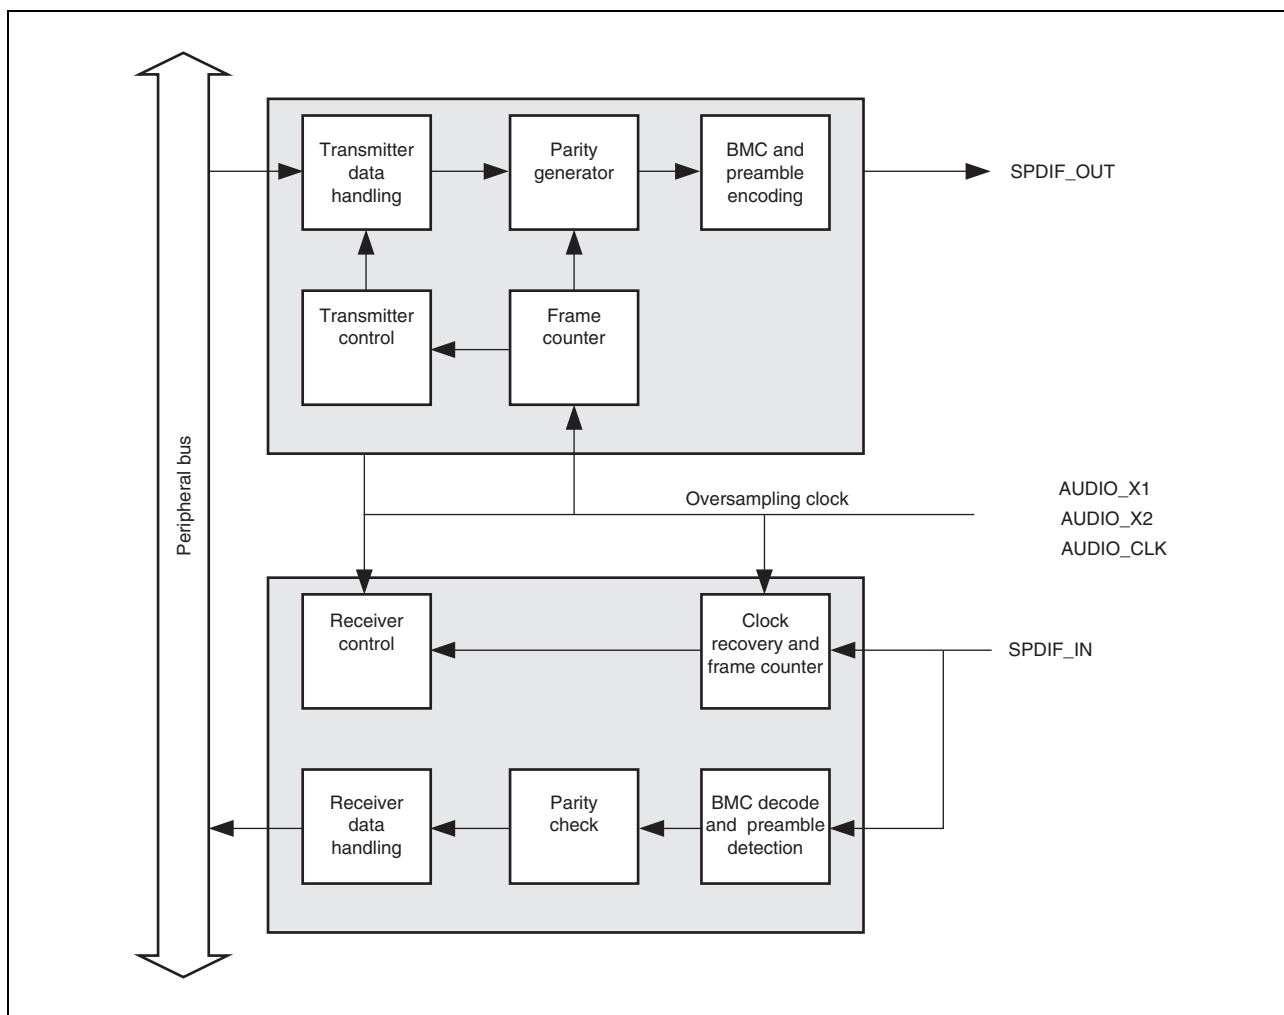 Transmitter
data
handling
Parity
generator
BMC and
preamble
encoding
SPDIF_OUT
Transmitter
control
Frame
counter
Peripheral bus
Oversampling clock
AUDIO_X1
AUDIO_X2
AUDIO_CLK
Receiver
control
Clock
recovery and
frame counter
SPDIF_IN
Receiver
data
handling
Parity
check
BMC decode
and preamble
detection